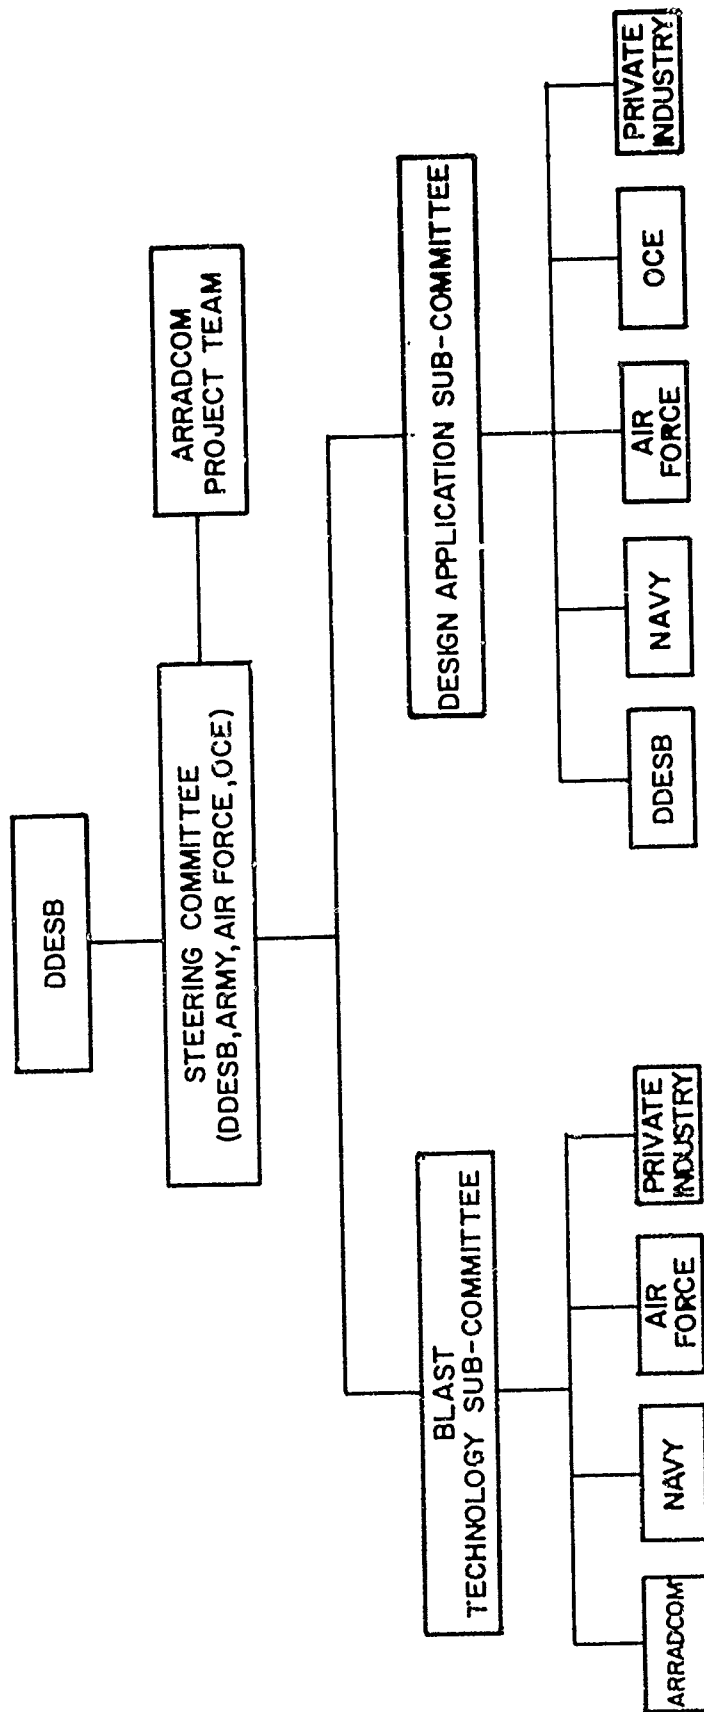 DDESB
STEERING COMMITTEE
(DDESB,ARMY,AIR FORCE,OCE)
ARRADCOM
PROJECT TEAM
BLAST
TECHNOLOGY SUB-COMMITTEE
DESIGN APPLICATION SUB-COMMITTEE
ARRADCOM
NAVY
AIR
FORCE
PRIVATE
INDUSTRY
DDESB
NAVY
AIR
FORCE
OCE
PRIVATE
INDUSTRY